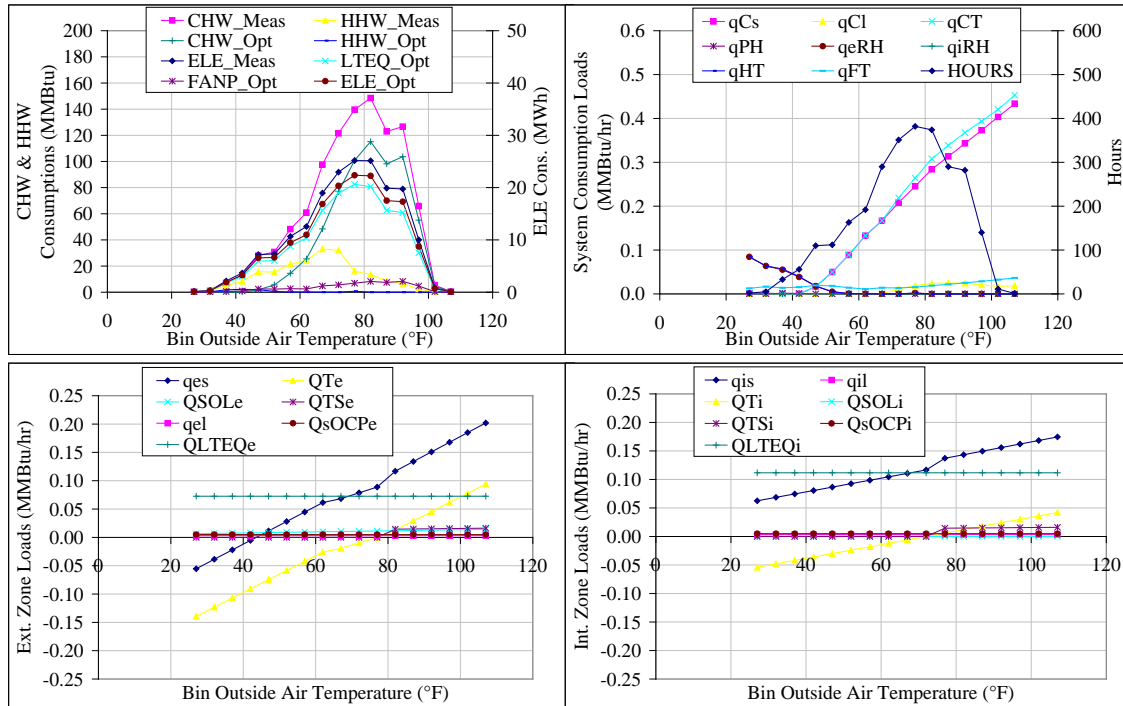 CHW_Meas HHW_Meas
CHW_Opt HHW_Opt
ELE_Meas LTEQ_Opt
FANP_Opt ELE_Opt
CHW & HHW
Consumptions (MMBtu)
200
180
160
140
120
100
80
60
40
20
0
50
40
30
20
10
0
ELE Cons. (MWh)
0 20 40 60 80 100 120
Bin Outside Air Temperature (°F)
qCs qCl qCT
qPH qeRH qiRH
qHT qFT HOURS
System Consumption Loads
(MMBtu/hr)
0.6
0.5
0.4
0.3
0.2
0.1
0.0
600
500
400
300
200
100
0
Hours
0 20 40 60 80 100 120
Bin Outside Air Temperature (°F)
qes QTe
QSOLe QTSe
qel QsOCPe
QLTEQe
Ext. Zone Loads (MMBtu/hr)
0.25
0.20
0.15
0.10
0.05
0.00
-0.05
-0.10
-0.15
-0.20
-0.25
0 20 40 60 80 100 120
Bin Outside Air Temperature (°F)
qis qil
QTi QSOLi
QTSi QsOCPi
QLTEQi
Int. Zone Loads (MMBtu/hr)
0.25
0.20
0.15
0.10
0.05
0.00
-0.05
-0.10
-0.15
-0.20
-0.25
0 20 40 60 80 100 120
Bin Outside Air Temperature (°F)